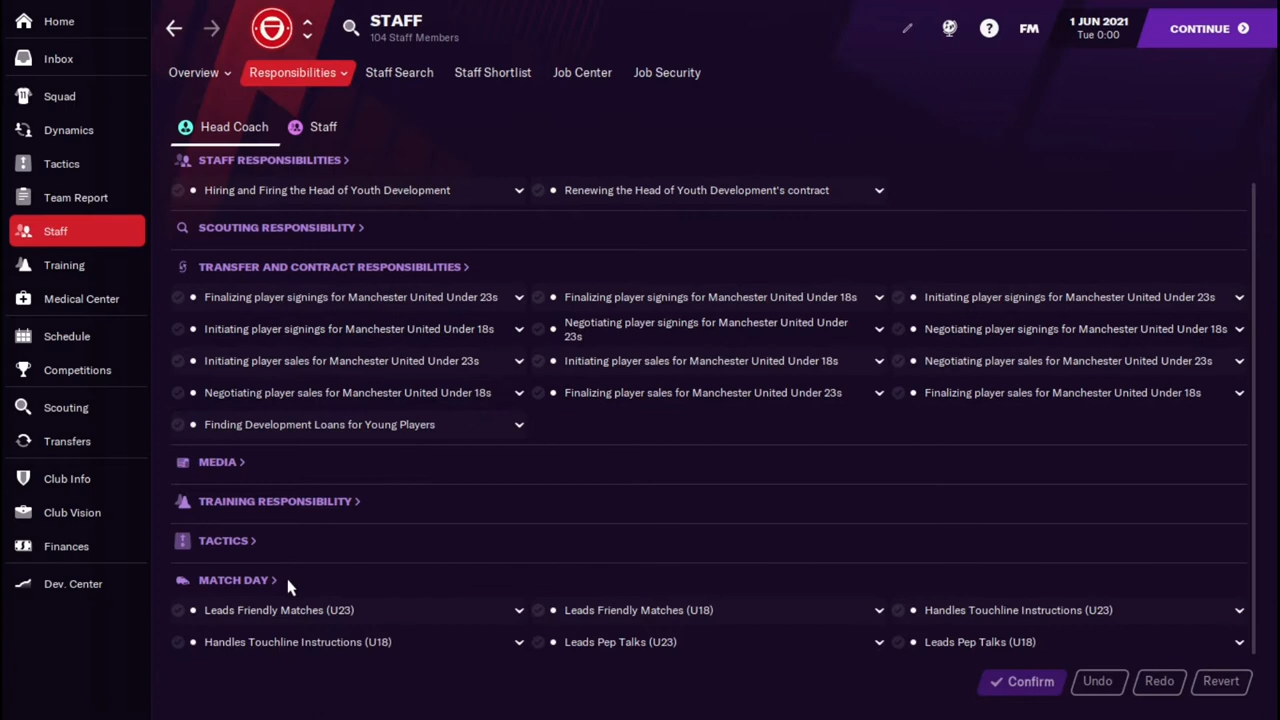 Home
Inbox
Squad
Dynamics
Tactics
Team Report
Staff
Training
Medical Center
Schedule
Competitions
Scouting
Transfers
Club Info
Club Vision
Finances
Dev. Center
STAFF
104 Staff Members
FM
1 JUN 2021
Tue 0:00
CONTINUE
Overview
Responsibilities
Staff Search
Staff Shortlist
Job Center
Job Security
Head Coach
Staff
STAFF RESPONSIBILITIES
Hiring and Firing the Head of Youth Development
Renewing the Head of Youth Development's contract
SCOUTING RESPONSIBILITY
TRANSFER AND CONTRACT RESPONSIBILITIES
Finalizing player signings for Manchester United Under 23s
Finalizing player signings for Manchester United Under 18s
Initiating player signings for Manchester United Under 23s
Initiating player signings for Manchester United Under 18s
Negotiating player signings for Manchester United Under
23s
Negotiating player signings for Manchester United Under 18s
Initiating player sales for Manchester United Under 23s
Initiating player sales for Manchester United Under 18s
Negotiating player sales for Manchester United Under 23s
Negotiating player sales for Manchester United Under 18s
Finalizing player sales for Manchester United Under 23s
Finalizing player sales for Manchester United Under 18s
Finding Development Loans for Young Players
MEDIA
TRAINING RESPONSIBILITY
TACTICS
MATCH DAY
Leads Friendly Matches (U23)
Leads Friendly Matches (U18)
Handles Touchline Instructions (U23)
Handles Touchline Instructions (U18)
Leads Pep Talks (U23)
Leads Pep Talks (U18)
Confirm
Undo
Redo
Revert